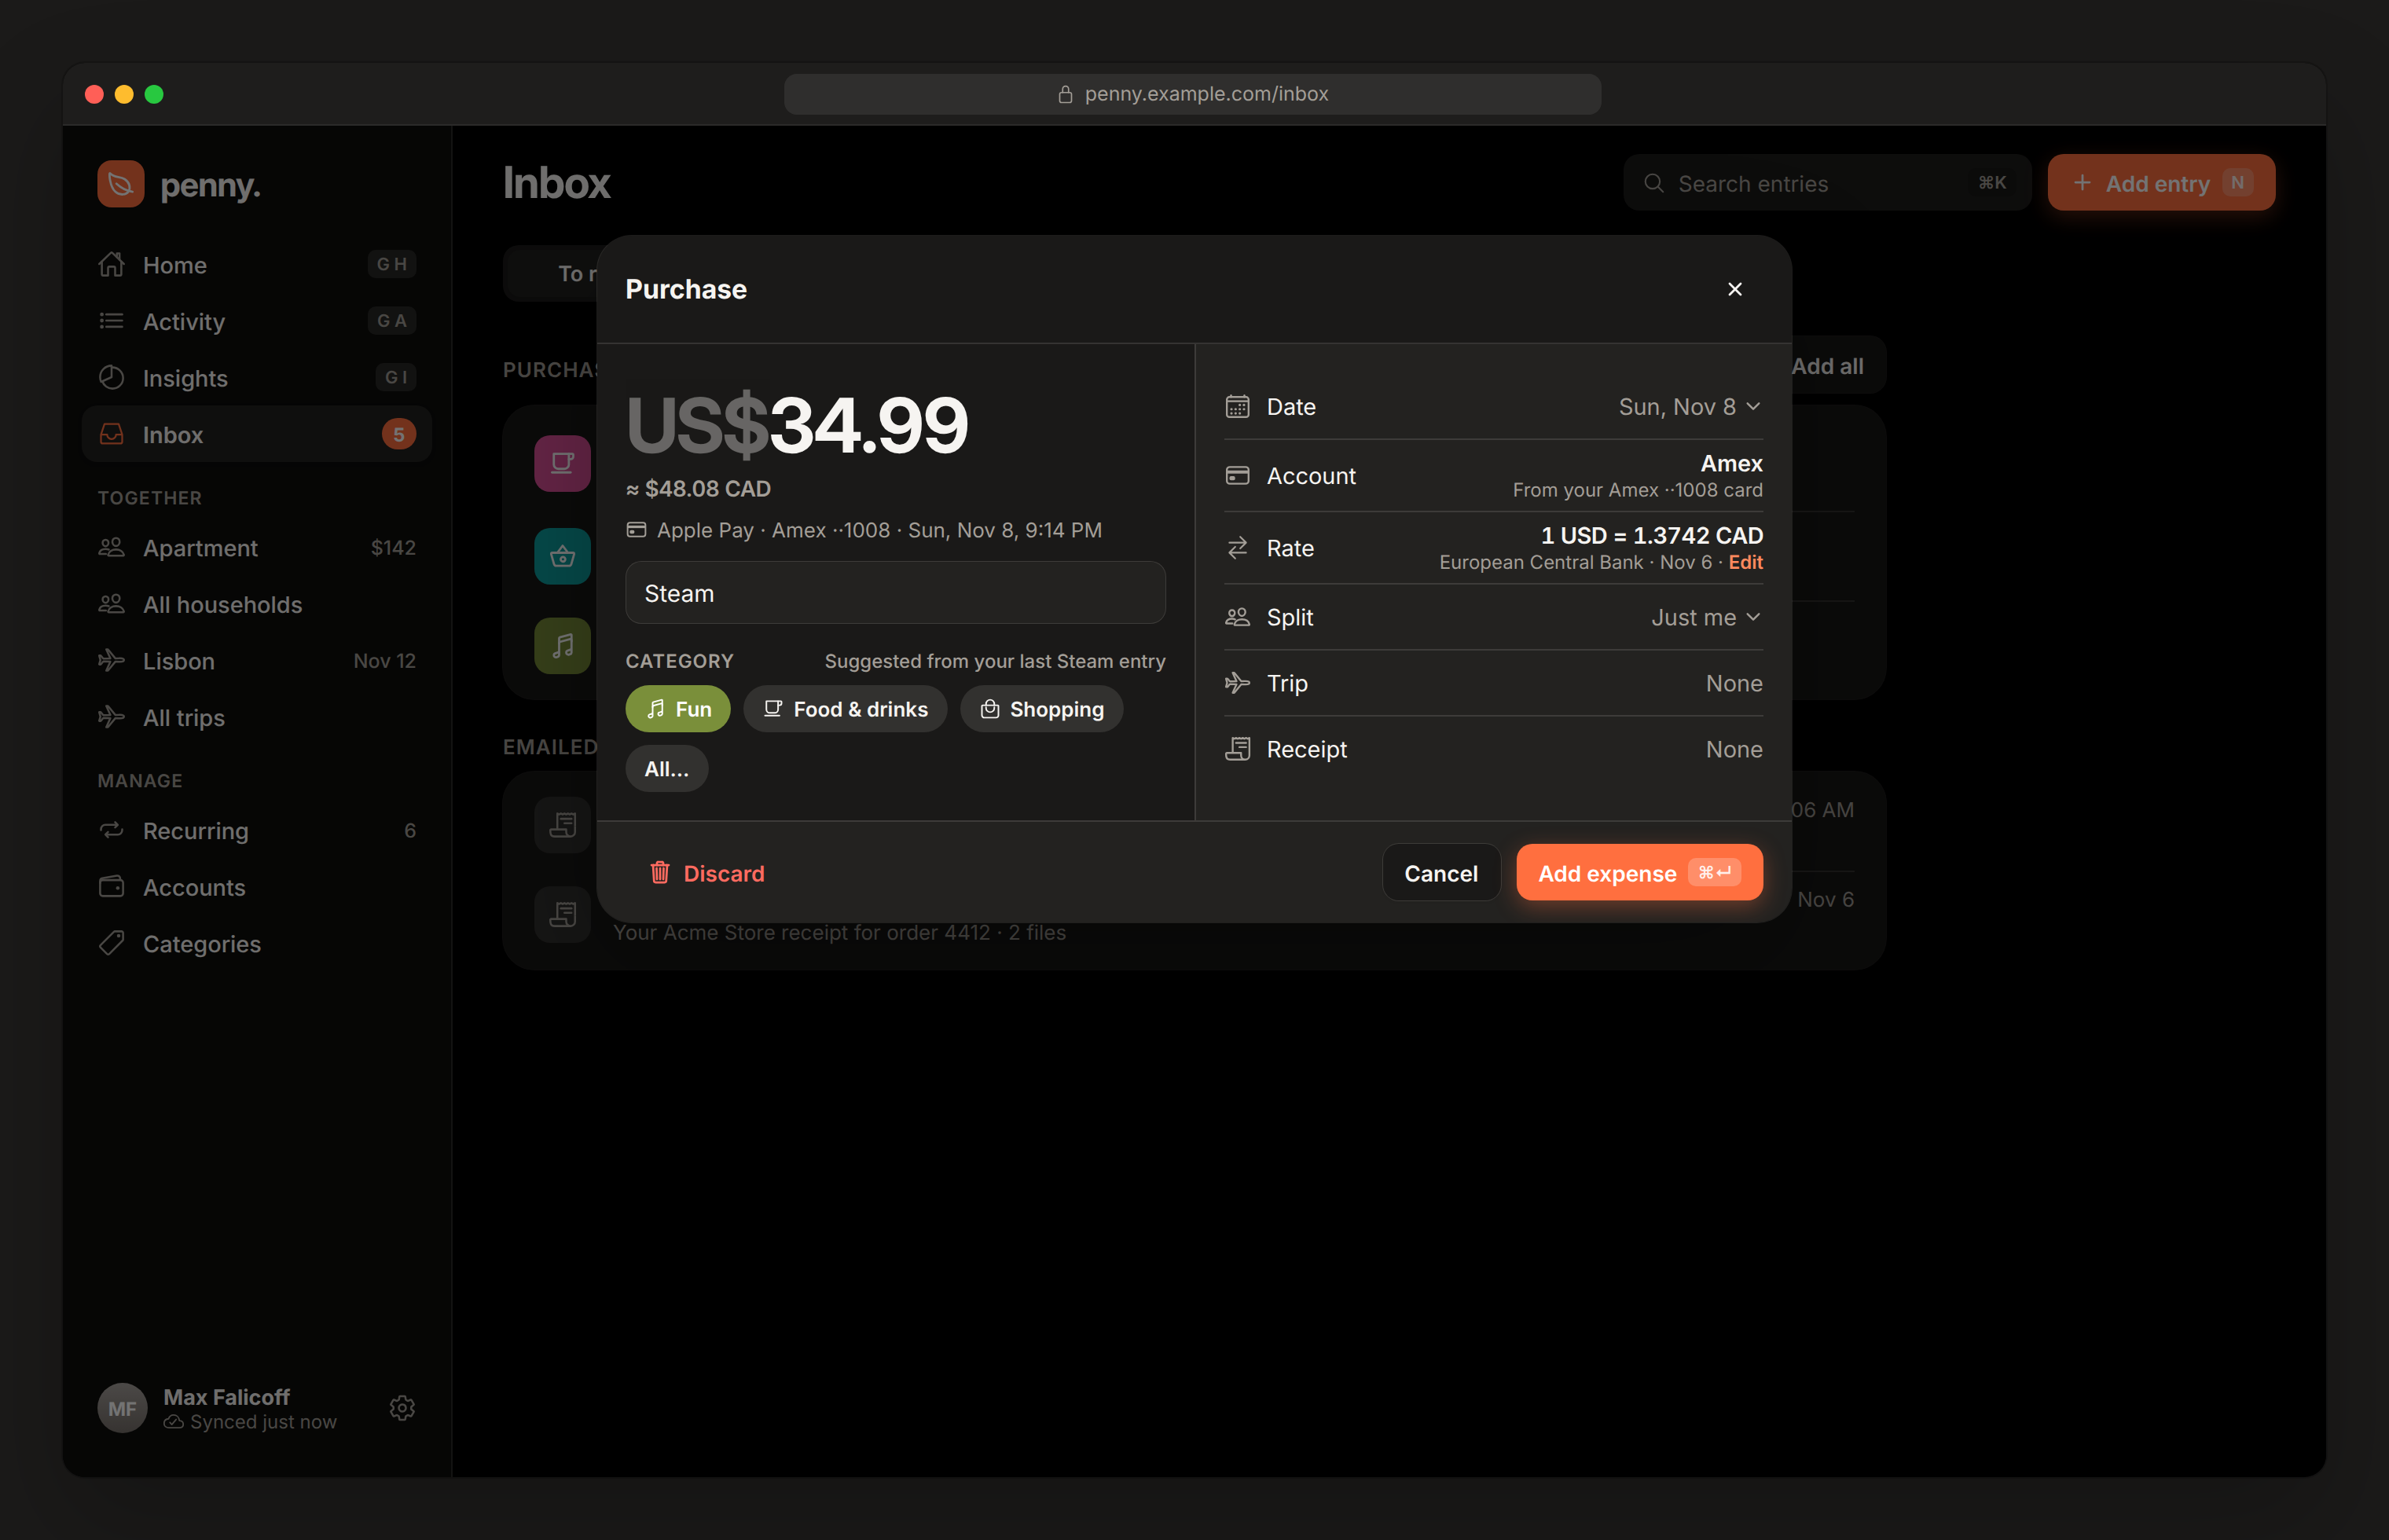 penny.example.com/inbox
penny.
Home G H
Activity G A
Insights G I
Inbox 5
TOGETHER
Apartment $142
All households
Lisbon Nov 12
All trips
MANAGE
Recurring 6
Accounts
Categories
MF Max Falicoff
Synced just now
Inbox
Search entries ⌘K
+ Add entry N
To
Add all
EMAILED
06 AM
Nov 6
Your Acme Store receipt for order 4412 · 2 files
Purchase
US$34.99
≈ $48.08 CAD
Apple Pay · Amex ··1008 · Sun, Nov 8, 9:14 PM
Steam
CATEGORY Suggested from your last Steam entry
Fun Food & drinks Shopping
All...
Date Sun, Nov 8
Account Amex
From your Amex ··1008 card
Rate 1 USD = 1.3742 CAD
European Central Bank · Nov 6 · Edit
Split Just me
Trip None
Receipt None
Discard Cancel Add expense ⌘↵